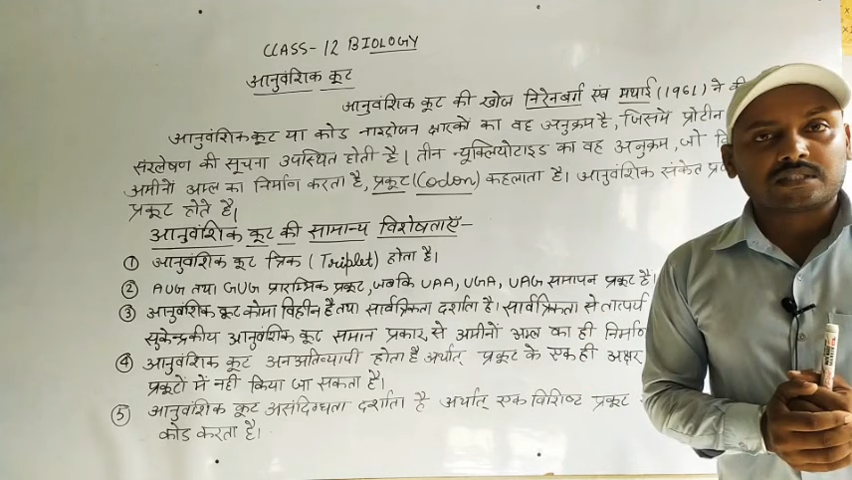 CLASS-12 BIOLOGY
आनुवंशिक कूट
आनुवंशिक कूट की खोज निरेनबर्ग एंव मथाई (1961) ने की
आनुवंशिक कूट या कोड नाइट्रोजन क्षारकों का वह अनुक्रम है, जिसमें प्रोटीन
संश्लेषण की सूचना उपस्थित होती है। तीन न्यूक्लियोटाइड का वह अनुक्रम, जो
अमीनों अम्ल का निर्माण करता है, प्रकूट (Codon) कहलाता है। आनुवंशिक संकेत
प्रकूट होते है।
आनुवंशिक कूट की सामान्य विशेषताएँ-
① आनुवंशिक कूट त्रिक (Triplet) होता है।
② AUG तथा GUG प्रारम्भिक प्रकूट, जबकि UAA, UGA, UAG समापन प्रकूट है।
③ आनुवंशिक कूट कोमा विहीन है तथा सार्वत्रिकता दर्शाता है। सार्वत्रिकता से तात्पर्य
सुकेन्द्रकीय आनुवंशिक कूट समान प्रकार से अमीनों अम्ल का ही निर्माण
④ आनुवंशिक कूट अनअतिव्यापी होता है अर्थात् प्रकूट के एक ही अक्षर
प्रकूटों में नहीं किया जा सकता है।
⑤ आनुवंशिक कूट असंदिग्धता दर्शाता है अर्थात् एक विशिष्ट प्रकूट
कोड करता है।